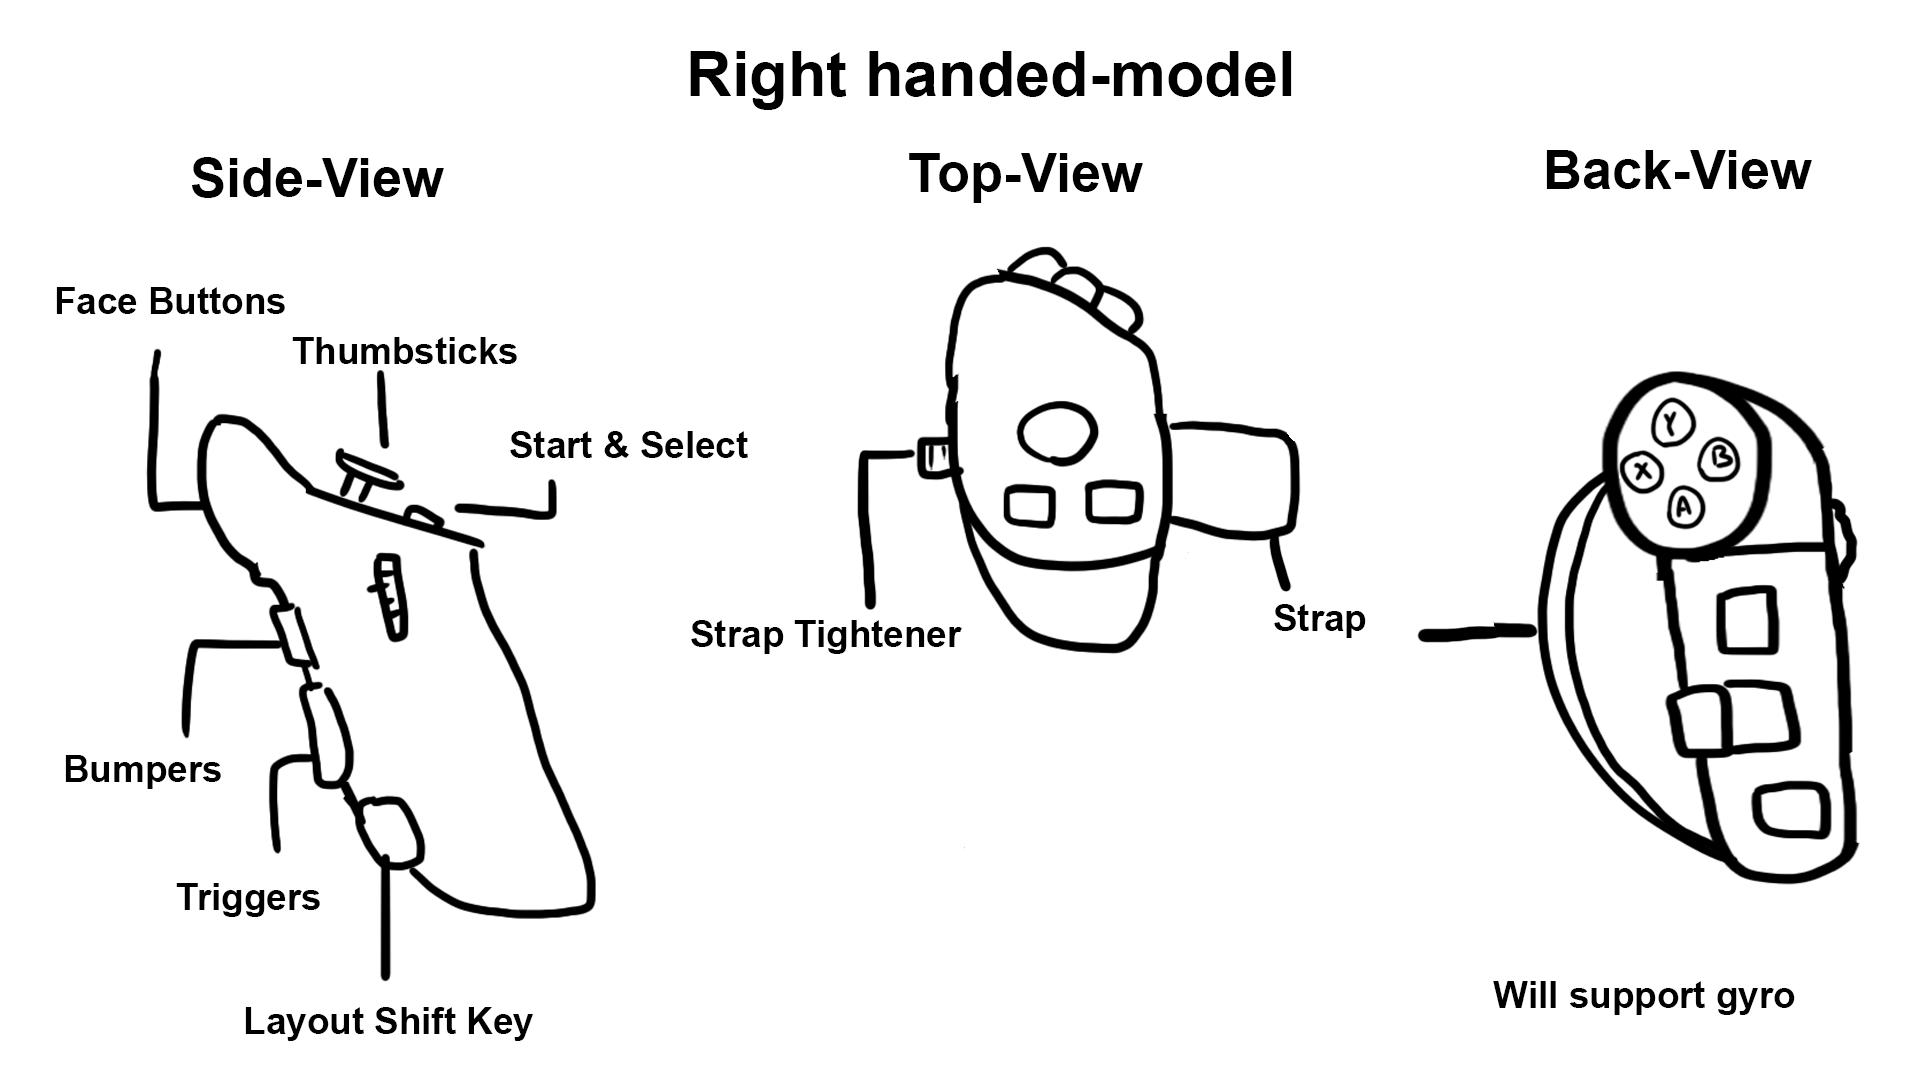 Right handed-model
Side-View
Top-View
Back-View
Face Buttons
Thumbsticks
Start & Select
Bumpers
Triggers
Layout Shift Key
Strap Tightener
Strap
Y
X
B
A
Will support gyro